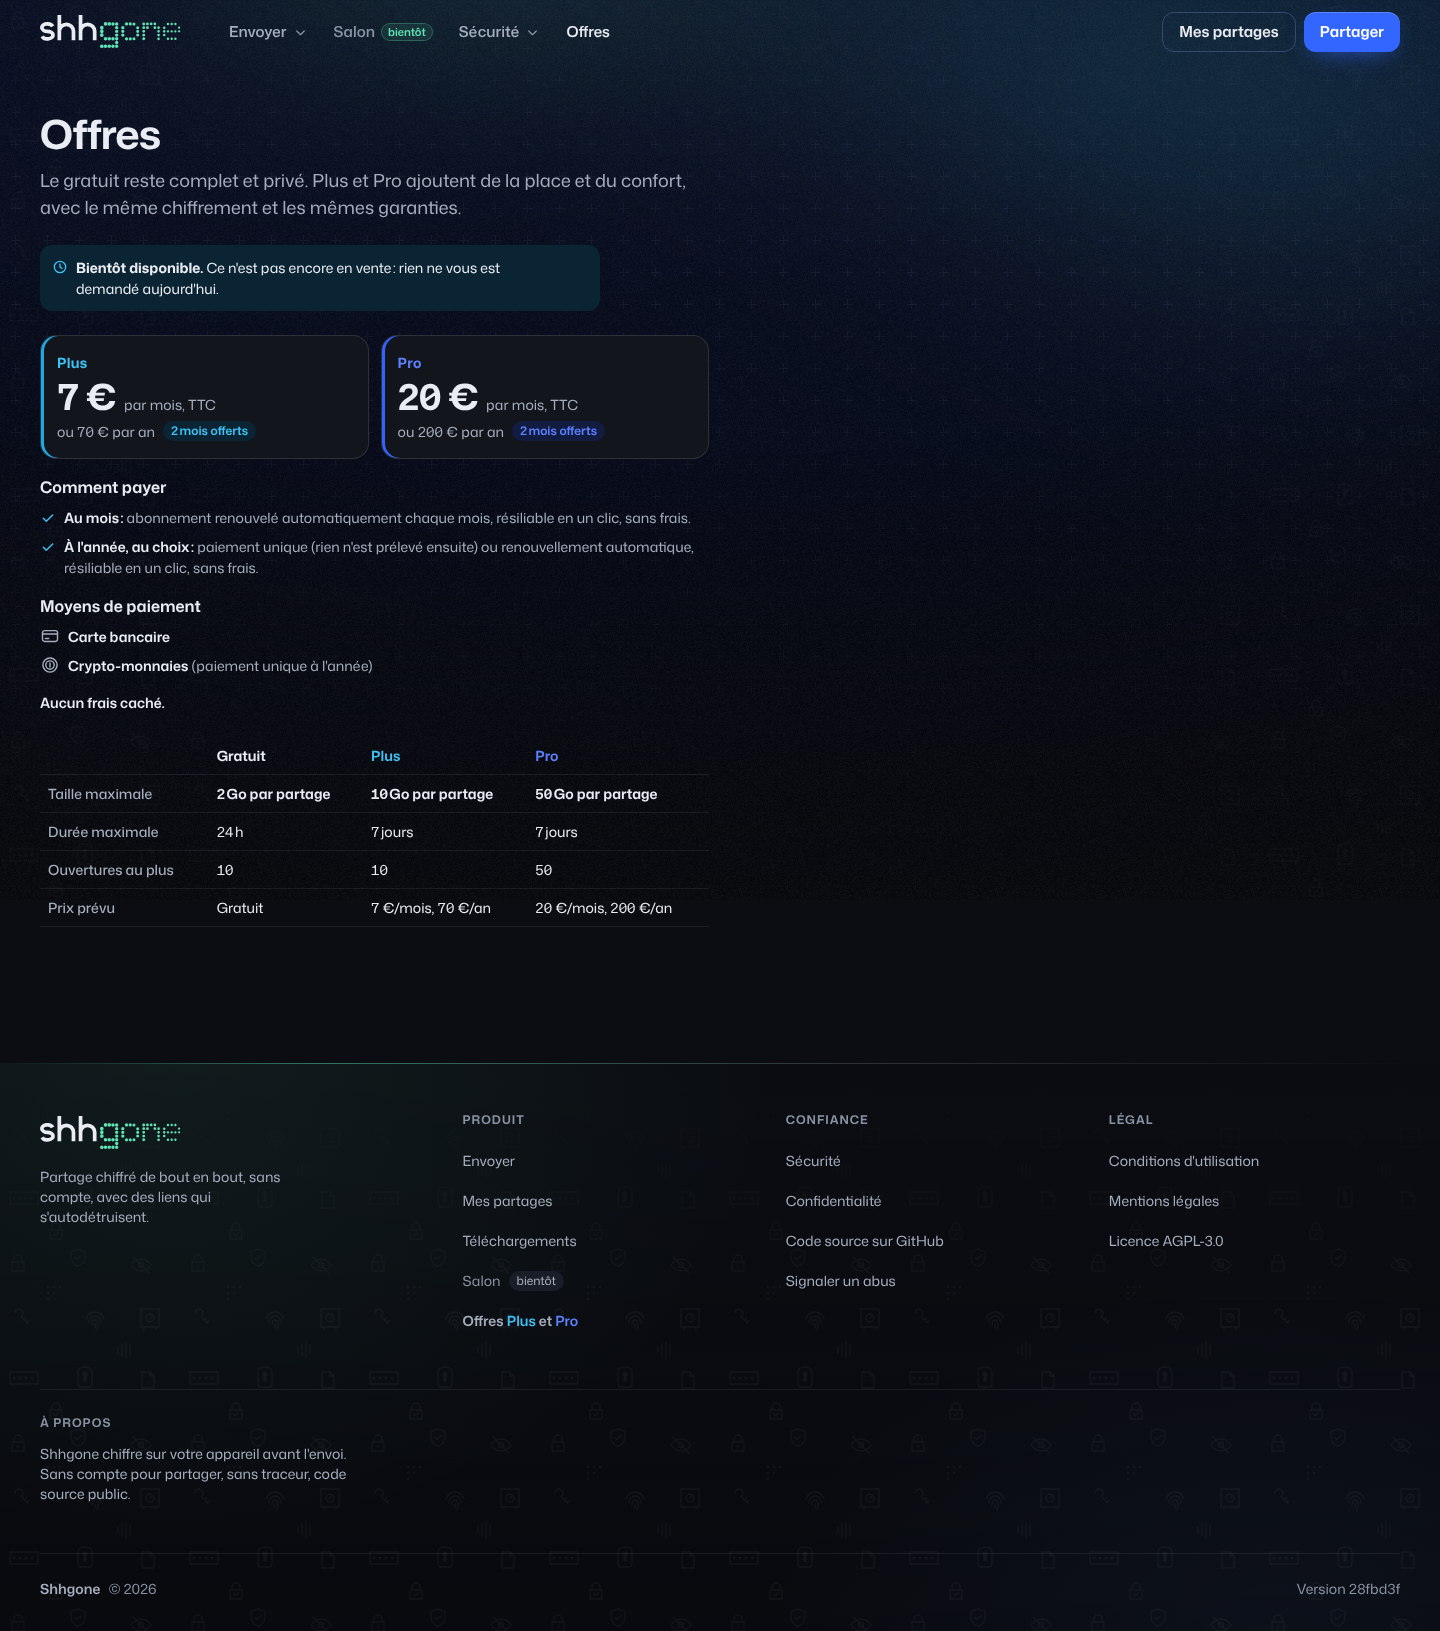 shhgone
Envoyer
Salon bientôt
Sécurité
Offres
Mes partages
Partager
Offres
Le gratuit reste complet et privé. Plus et Pro ajoutent de la place et du confort,
avec le même chiffrement et les mêmes garanties.
Bientôt disponible. Ce n'est pas encore en vente : rien ne vous est
demandé aujourd'hui.
Plus
7 € par mois, TTC
ou 70 € par an 2 mois offerts
Pro
20 € par mois, TTC
ou 200 € par an 2 mois offerts
Comment payer
Au mois : abonnement renouvelé automatiquement chaque mois, résiliable en un clic, sans frais.
À l'année, au choix : paiement unique (rien n'est prélevé ensuite) ou renouvellement automatique,
résiliable en un clic, sans frais.
Moyens de paiement
Carte bancaire
Crypto-monnaies (paiement unique à l'année)
Aucun frais caché.
Gratuit Plus Pro
Taille maximale 2 Go par partage 10 Go par partage 50 Go par partage
Durée maximale 24 h 7 jours 7 jours
Ouvertures au plus 10 10 50
Prix prévu Gratuit 7 €/mois, 70 €/an 20 €/mois, 200 €/an
shhgone
Partage chiffré de bout en bout, sans
compte, avec des liens qui
s'autodétruisent.
PRODUIT
Envoyer
Mes partages
Téléchargements
Salon bientôt
Offres Plus et Pro
CONFIANCE
Sécurité
Confidentialité
Code source sur GitHub
Signaler un abus
LÉGAL
Conditions d'utilisation
Mentions légales
Licence AGPL-3.0
À PROPOS
Shhgone chiffre sur votre appareil avant l'envoi.
Sans compte pour partager, sans traceur, code
source public.
Shhgone © 2026
Version 28fbd3f